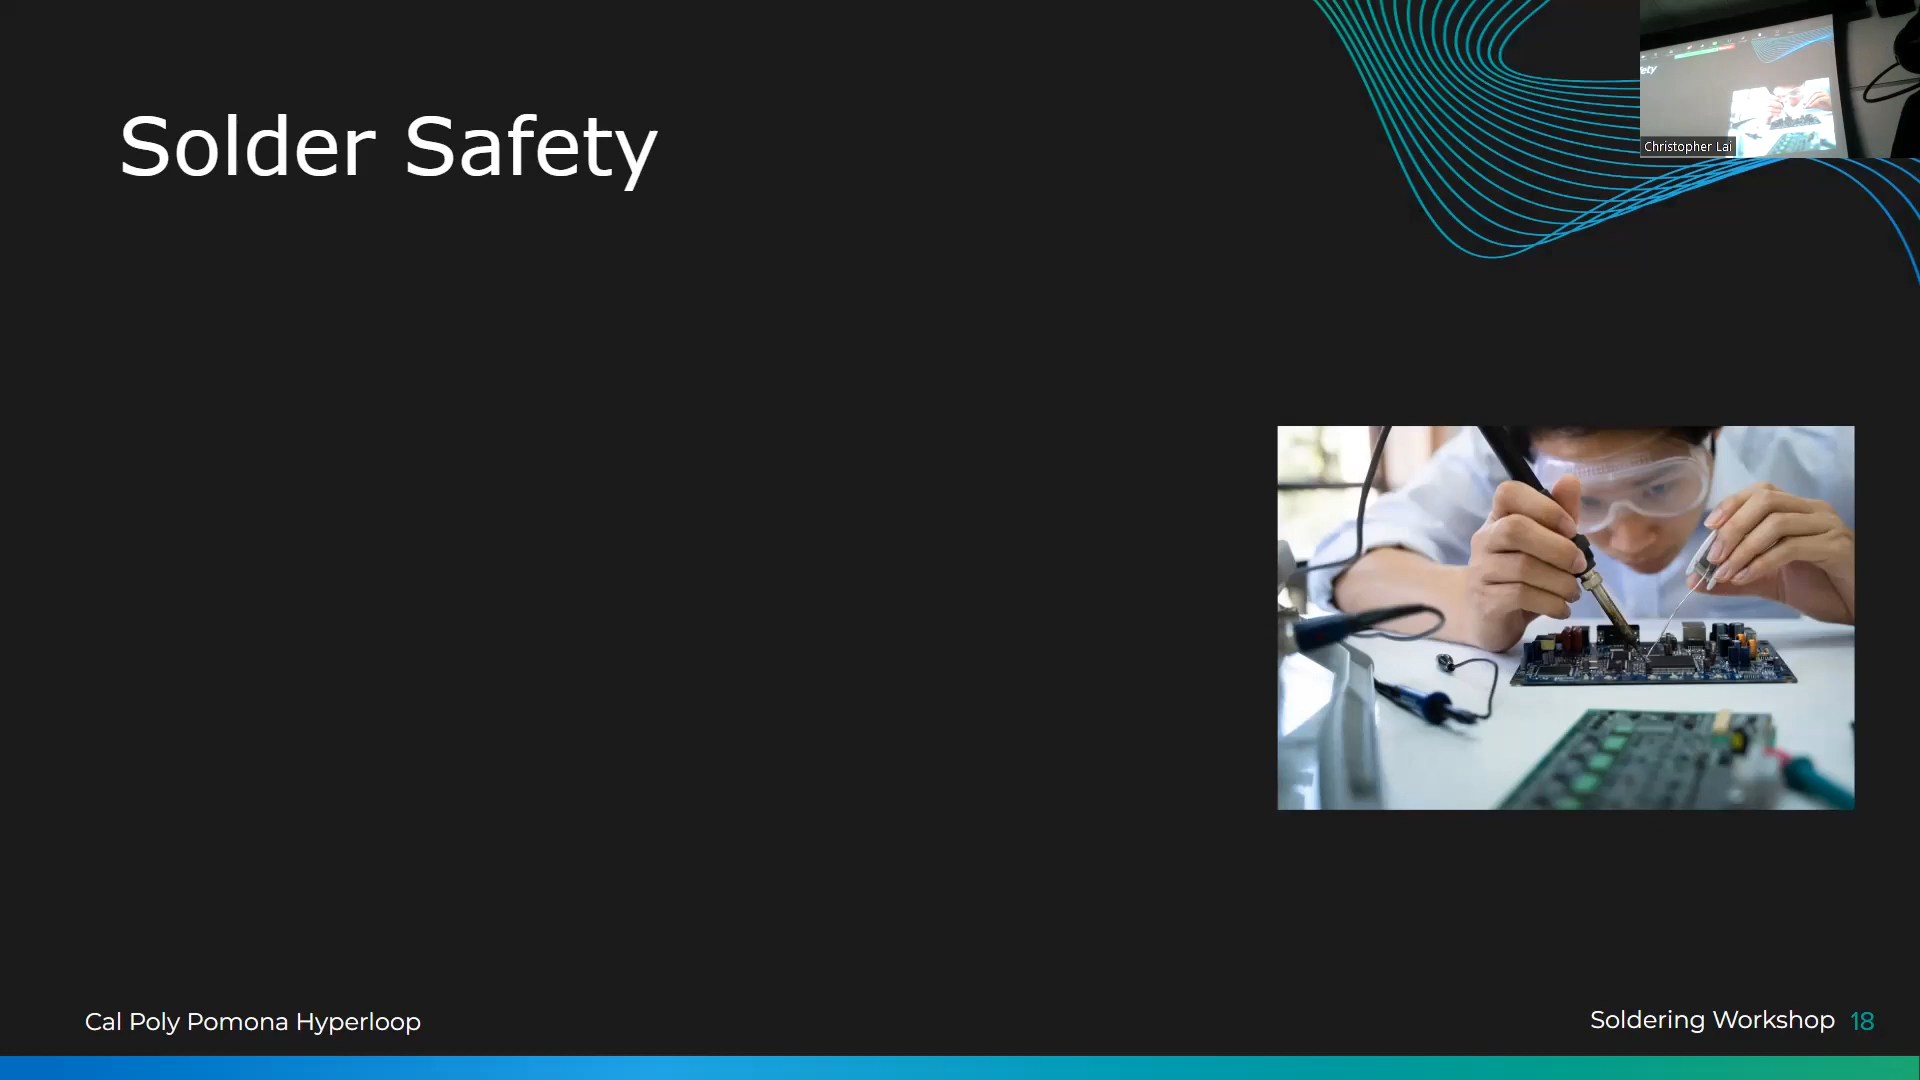 Solder Safety
Christopher Lai
Cal Poly Pomona Hyperloop
Soldering Workshop 18